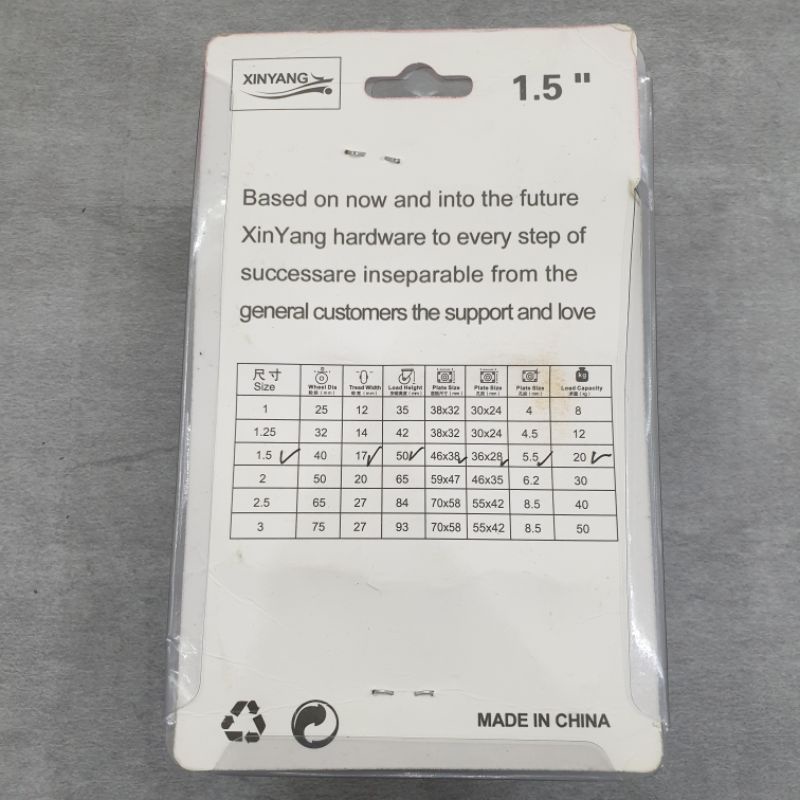 XINYANG
1.5 "
Based on now and into the future
XinYang hardware to every step of
successare inseparable from the
general customers the support and love
尺寸 Size Wheel Dia Tread Width Load Height Plate Size Plate Size Plate Size Load Capacity
kg
1 25 12 35 38x32 30x24 4 8
1.25 32 14 42 38x32 30x24 4.5 12
1.5 40 17 50 46x38 36x28 5.5 20
2 50 20 65 59x47 46x35 6.2 30
2.5 65 27 84 70x58 55x42 8.5 40
3 75 27 93 70x58 55x42 8.5 50
MADE IN CHINA